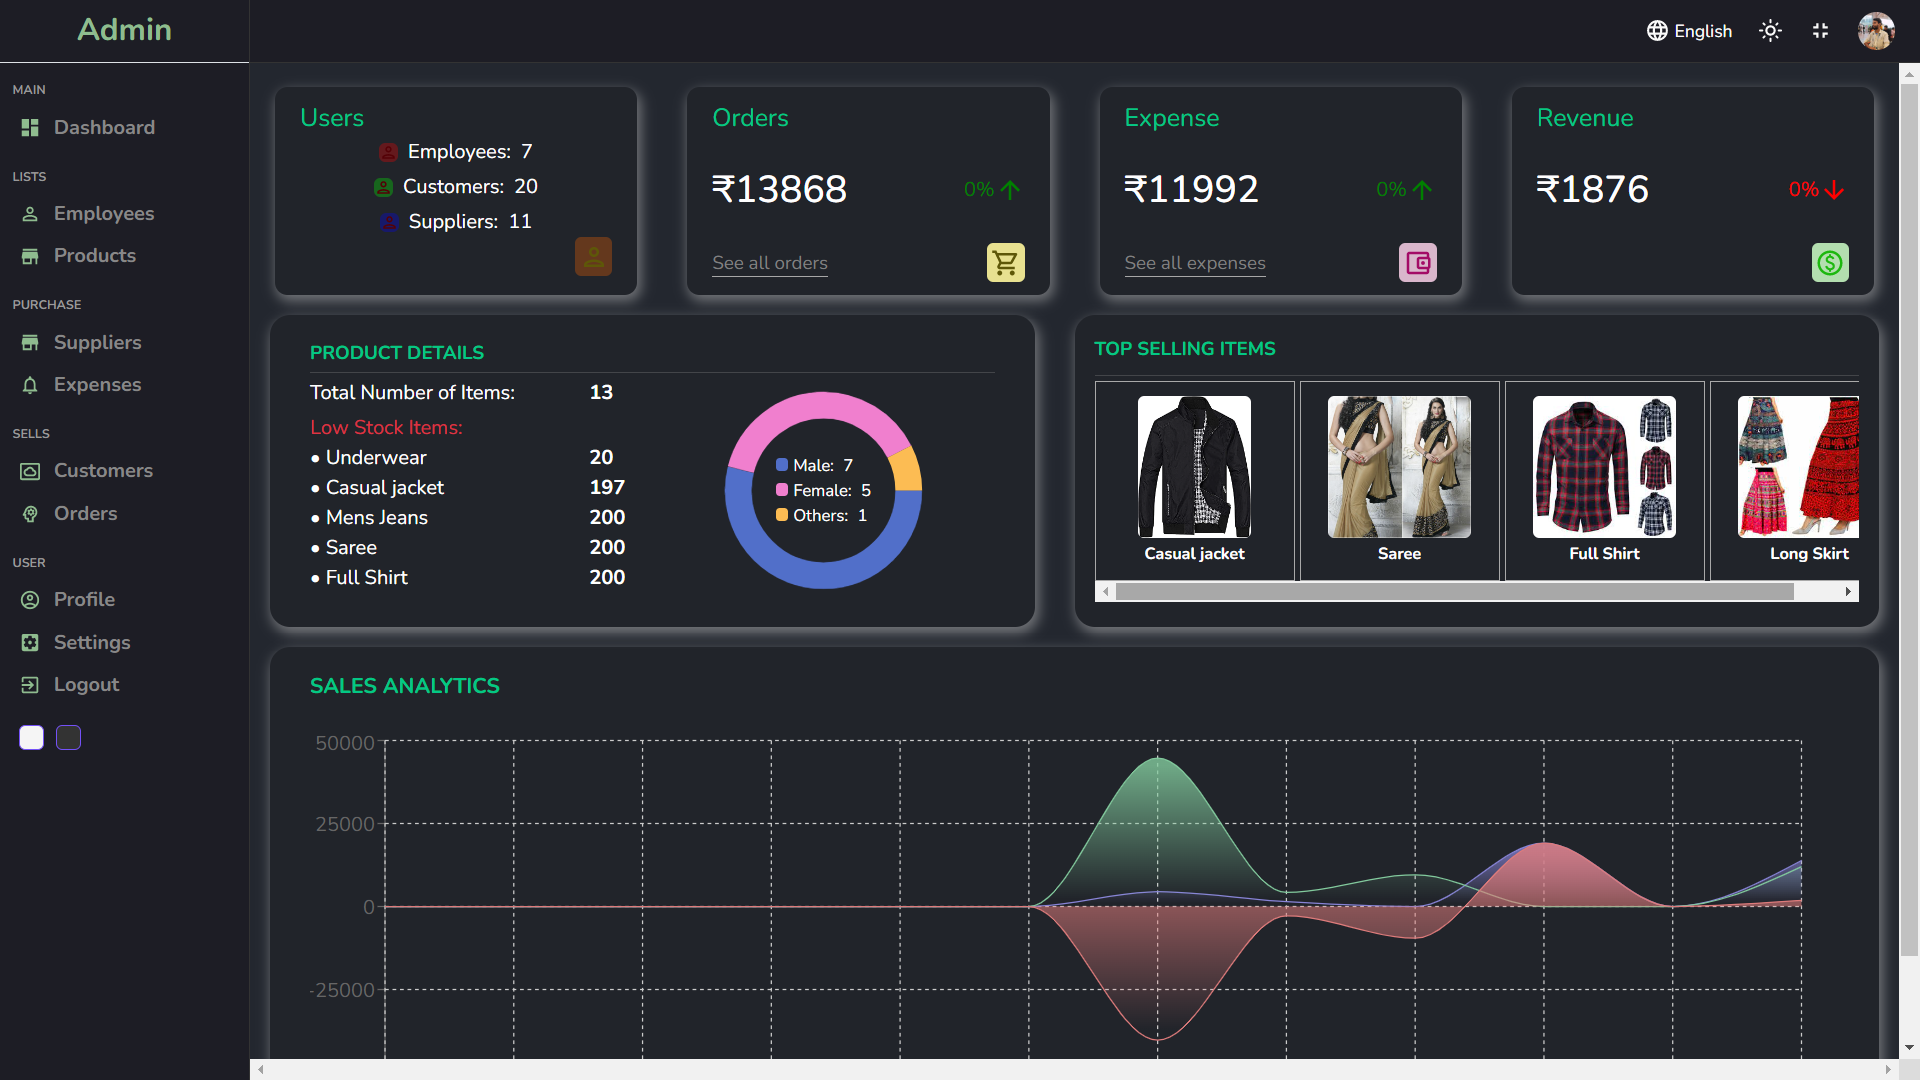 Admin
English
MAIN
Dashboard
LISTS
Employees
Products
PURCHASE
Suppliers
Expenses
SELLS
Customers
Orders
USER
Profile
Settings
Logout
Users
Employees: 7
Customers: 20
Suppliers: 11
Orders
₹13868
0%
See all orders
Expense
₹11992
0%
See all expenses
Revenue
₹1876
0%
PRODUCT DETAILS
Total Number of Items: 13
Low Stock Items:
• Underwear 20
• Casual jacket 197
• Mens Jeans 200
• Saree 200
• Full Shirt 200
Male: 7
Female: 5
Others: 1
TOP SELLING ITEMS
Casual jacket
Saree
Full Shirt
Long Skirt
SALES ANALYTICS
50000
25000
0
-25000